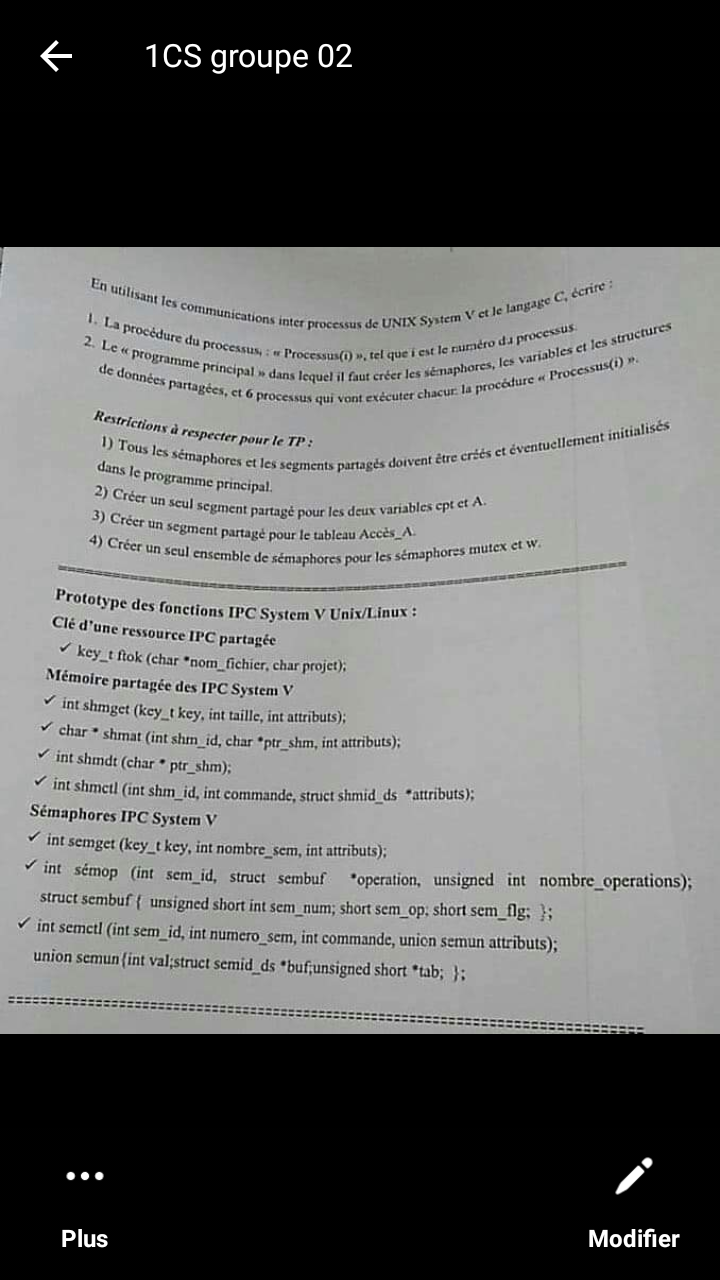 1CS groupe 02
En utilisant les communications inter processus de UNIX System V et le langage C, écrire :
1. La procédure du processus, : « Processus(i) », tel que i est le numéro du processus.
2. Le « programme principal » dans lequel il faut créer les sémaphores, les variables et les structures
de données partagées, et 6 processus qui vont exécuter chacun la procédure « Processus(i) ».
Restrictions à respecter pour le TP :
1) Tous les sémaphores et les segments partagés doivent être créés et éventuellement initialisés
dans le programme principal.
2) Créer un seul segment partagé pour les deux variables cpt et A.
3) Créer un segment partagé pour le tableau Accès_A.
4) Créer un seul ensemble de sémaphores pour les sémaphores mutex et w.
Prototype des fonctions IPC System V Unix/Linux :
Clé d'une ressource IPC partagée
✓ key_t ftok (char *nom_fichier, char projet);
Mémoire partagée des IPC System V
✓ int shmget (key_t key, int taille, int attributs);
✓ char * shmat (int shm_id, char *ptr_shm, int attributs);
✓ int shmdt (char * ptr_shm);
✓ int shmctl (int shm_id, int commande, struct shmid_ds *attributs);
Sémaphores IPC System V
✓ int semget (key_t key, int nombre_sem, int attributs);
✓ int sémop (int sem_id, struct sembuf *operation, unsigned int nombre_operations);
struct sembuf { unsigned short int sem_num; short sem_op; short sem_flg; };
✓ int semctl (int sem_id, int numero_sem, int commande, union semun attributs);
union semun{int val;struct semid_ds *buf;unsigned short *tab; };
Plus
Modifier